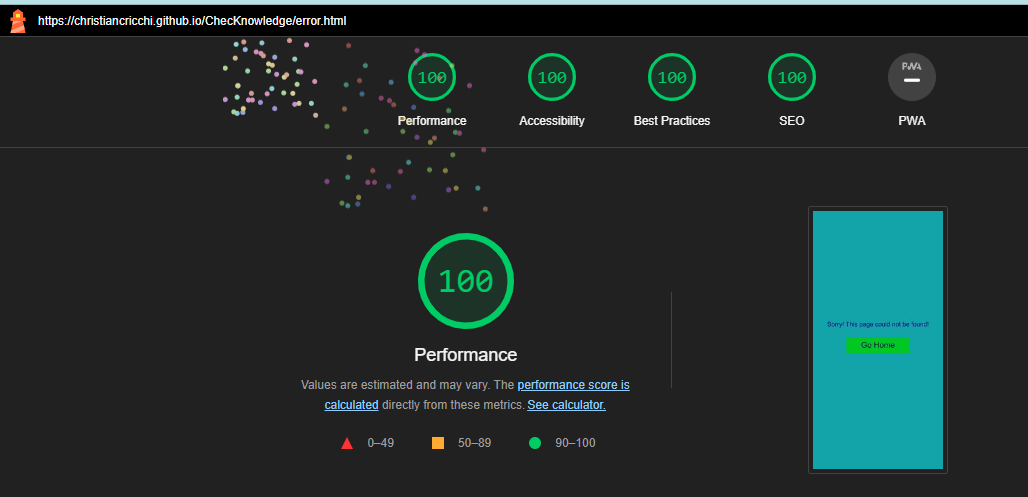 https://christiancricchi.github.io/ChecKnowledge/error.html
100 100 100 100 PWA
Performance Accessibility Best Practices SEO PWA
100
Performance
Values are estimated and may vary. The performance score is
calculated directly from these metrics. See calculator.
0–49 50–89 90–100
Sorry! This page could not be found!
Go Home